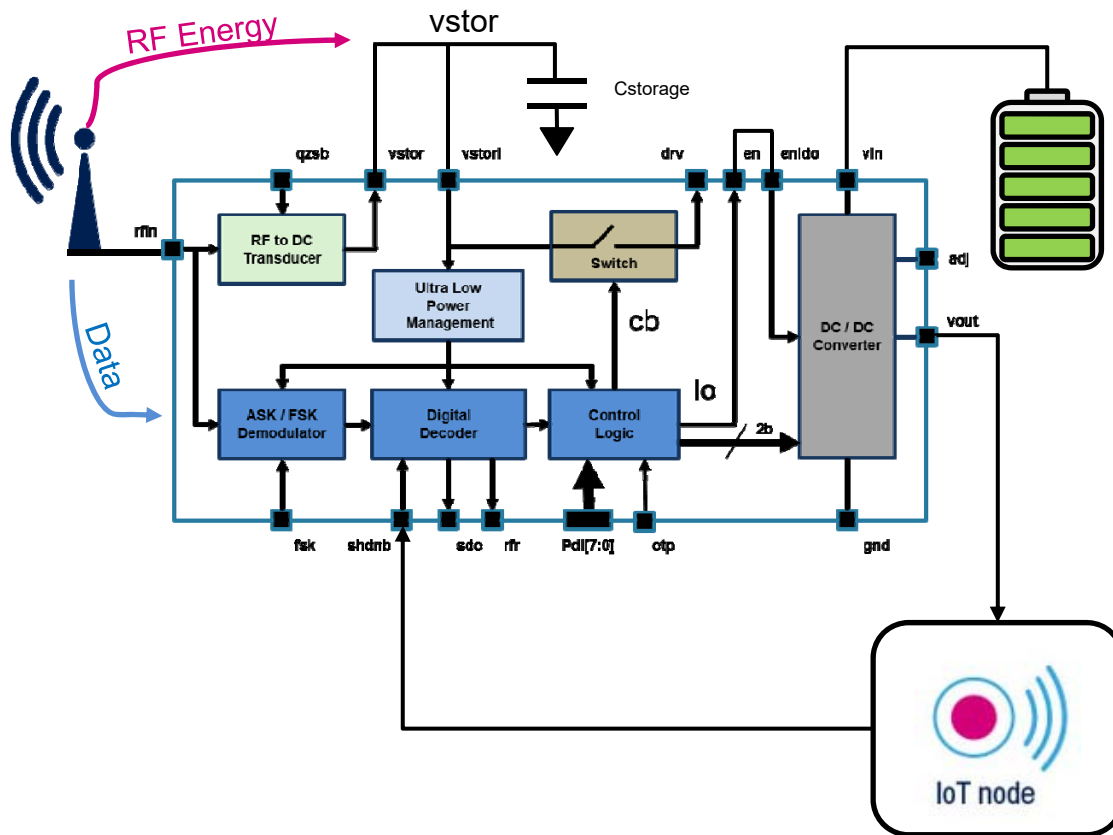 RF Energy
vstor
Cstorage
qzsb
vstor
vstori
drv
en
enldo
vin
rfin
RF to DC
Transducer
Switch
Ultra Low
Power
Management
adj
vout
DC / DC
Converter
cb
lo
Data
ASK / FSK
Demodulator
Digital
Decoder
Control
Logic
2b
fsk
shdnb
sdo
rfr
Pdi[7:0]
otp
gnd
IoT node